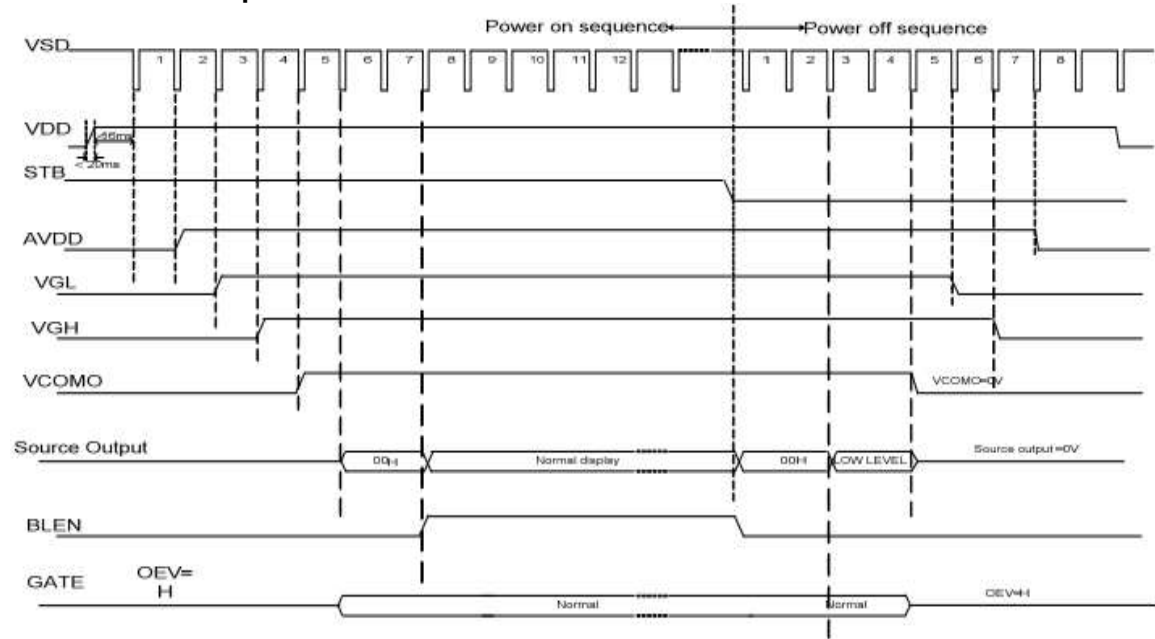 Power on sequence
Power off sequence
VSD
1 2 3 4 5 6 7 8 9 10 11 12 1 2 3 4 5 6 7 8
VDD
< 20ms
STB
AVDD
VGL
VGH
VCOMO
VCOMO=0V
Source Output
00H
Normal display
00H
LOW LEVEL
Source output=0V
BLEN
GATE
OEV=
H
Normal
Normal
OEV=H